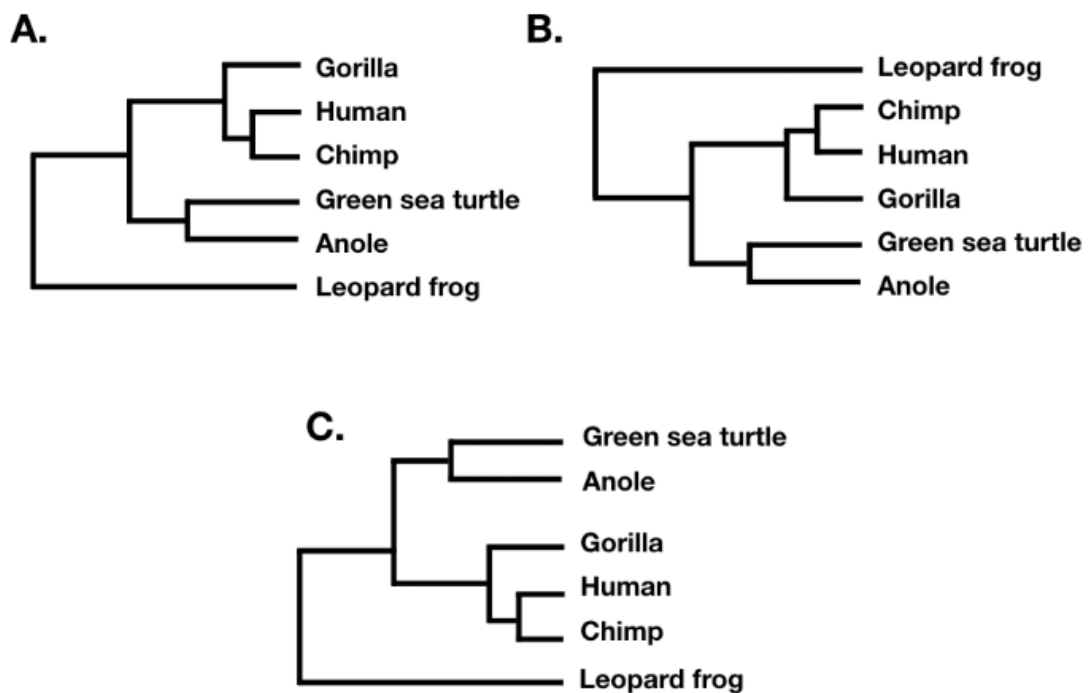 A.
Gorilla
Human
Chimp
Green sea turtle
Anole
Leopard frog
B.
Leopard frog
Chimp
Human
Gorilla
Green sea turtle
Anole
C.
Green sea turtle
Anole
Gorilla
Human
Chimp
Leopard frog